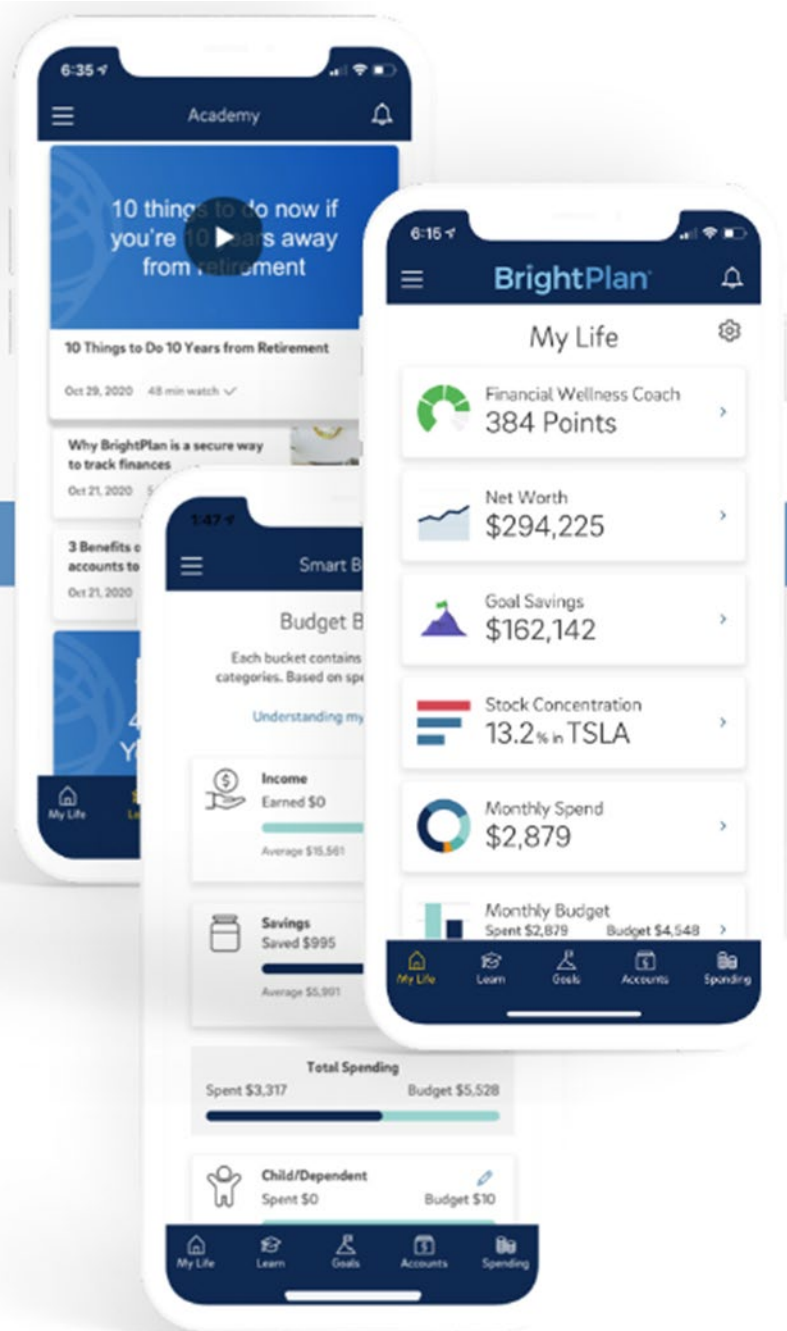 6:35
Academy
10 things to do now if
you're 10 years away
from retirement
10 Things to Do 10 Years from Retirement
Oct 29, 2020 48 min watch
Why BrightPlan is a secure way
to track finances
Oct 21, 2020 5
3 Benefits o
accounts to
Oct 21, 2020
4
Y
My Life
L
1:47
Smart B
Budget B
Each bucket contains
categories. Based on spe
Understanding my
Income
Earned $0
Average $15,561
Savings
Saved $995
Average $5,991
Total Spending
Spent $3,317 Budget $5,528
Child/Dependent
Spent $0 Budget $10
My Life Learn Goals Accounts Spending
6:15
BrightPlan
My Life
Financial Wellness Coach
384 Points
Net Worth
$294,225
Goal Savings
$162,142
Stock Concentration
13.2% in TSLA
Monthly Spend
$2,879
Monthly Budget
Spent $2,879 Budget $4,548
My Life Learn Goals Accounts Spending